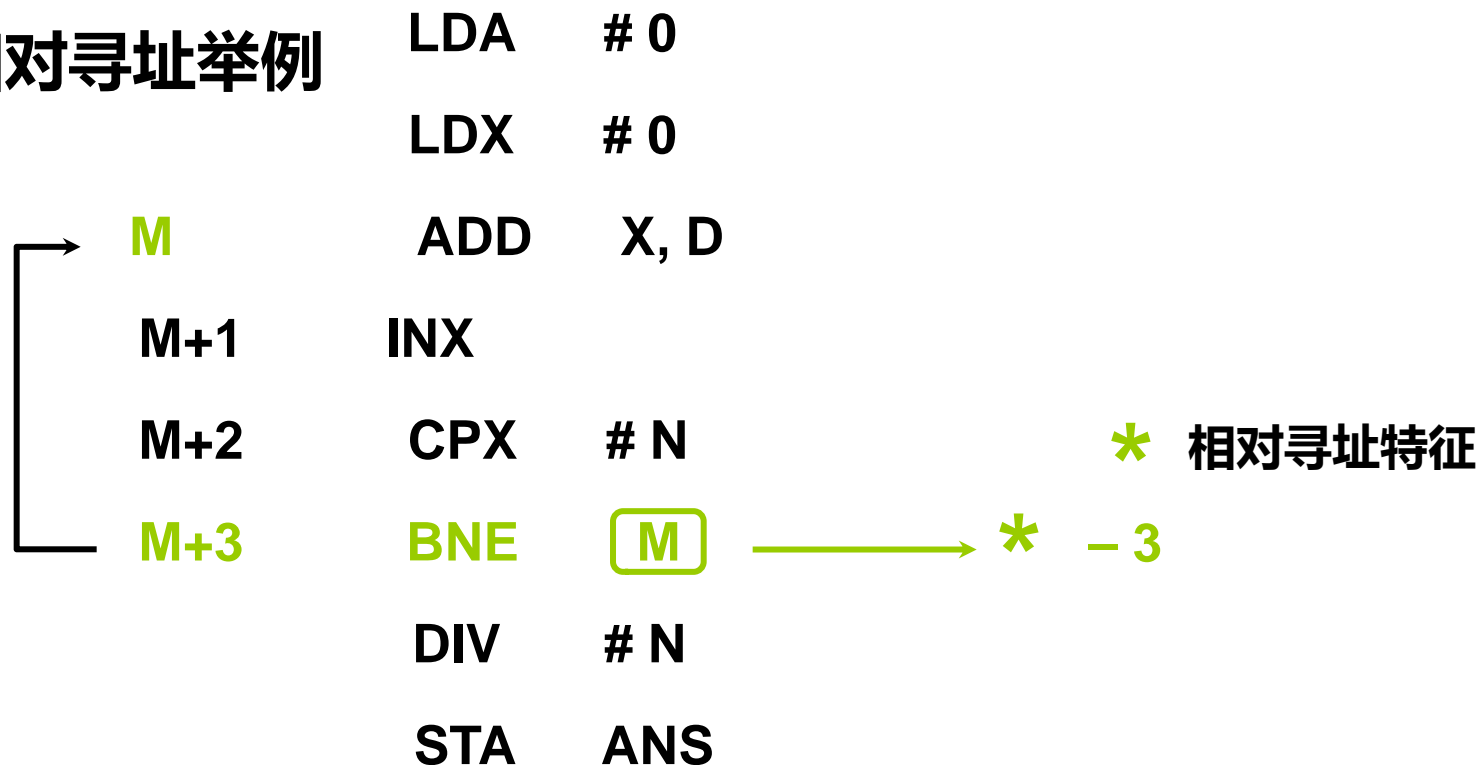 对寻址举例
LDA # 0
LDX # 0
M ADD X, D
M+1 INX
M+2 CPX # N
* 相对寻址特征
M+3 BNE M * – 3
DIV # N
STA ANS